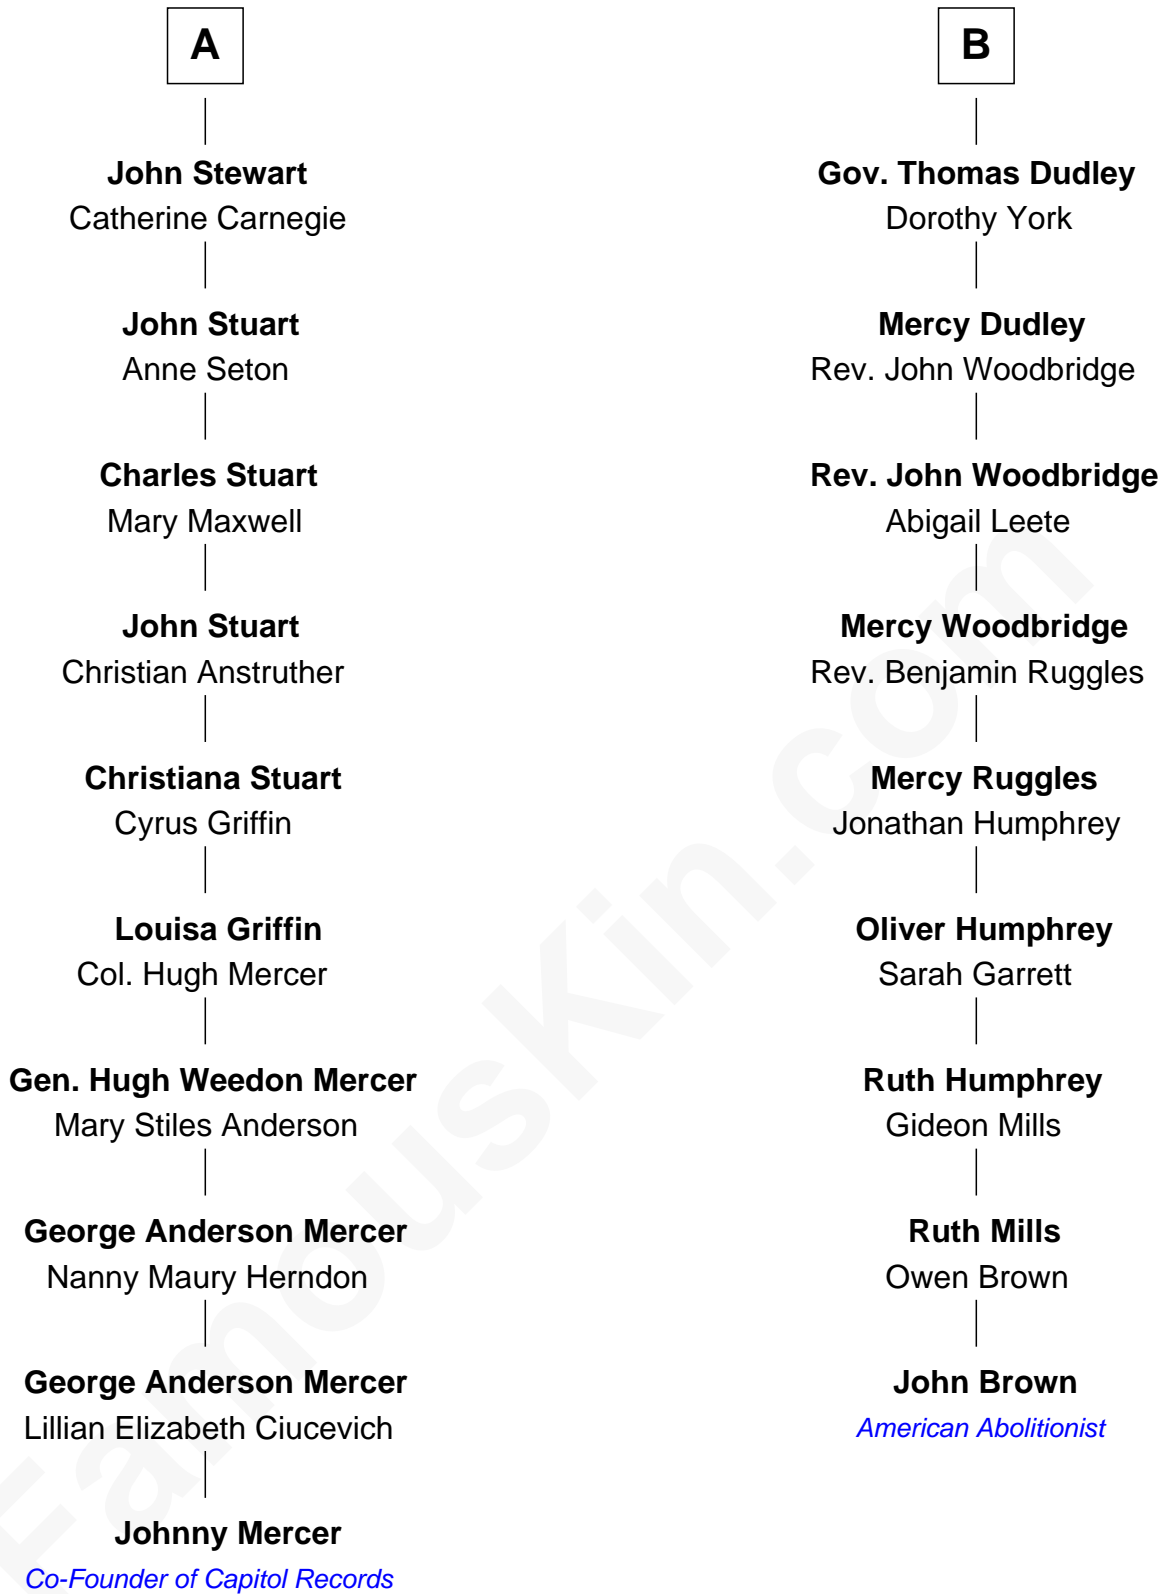 A
John Stewart
Catherine Carnegie
John Stuart
Anne Seton
Charles Stuart
Mary Maxwell
John Stuart
Christian Anstruther
Christiana Stuart
Cyrus Griffin
Louisa Griffin
Col. Hugh Mercer
Gen. Hugh Weedon Mercer
Mary Stiles Anderson
George Anderson Mercer
Nanny Maury Herndon
George Anderson Mercer
Lillian Elizabeth Ciucevich
Johnny Mercer
Co-Founder of Capitol Records
B
Gov. Thomas Dudley
Dorothy York
Mercy Dudley
Rev. John Woodbridge
Rev. John Woodbridge
Abigail Leete
Mercy Woodbridge
Rev. Benjamin Ruggles
Mercy Ruggles
Jonathan Humphrey
Oliver Humphrey
Sarah Garrett
Ruth Humphrey
Gideon Mills
Ruth Mills
Owen Brown
John Brown
American Abolitionist
FamousKin.com